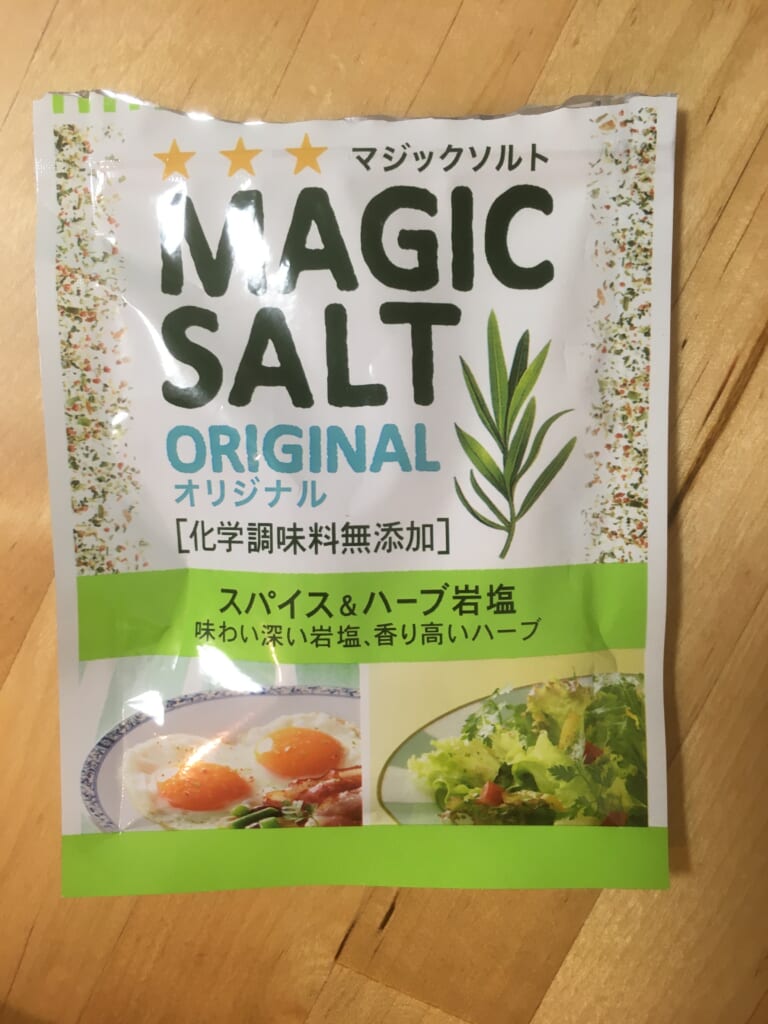 マジックソルト
MAGIC
SALT
ORIGINAL
オリジナル
[化学調味料無添加]
スパイス&ハーブ岩塩
味わい深い岩塩、香り高いハーブ